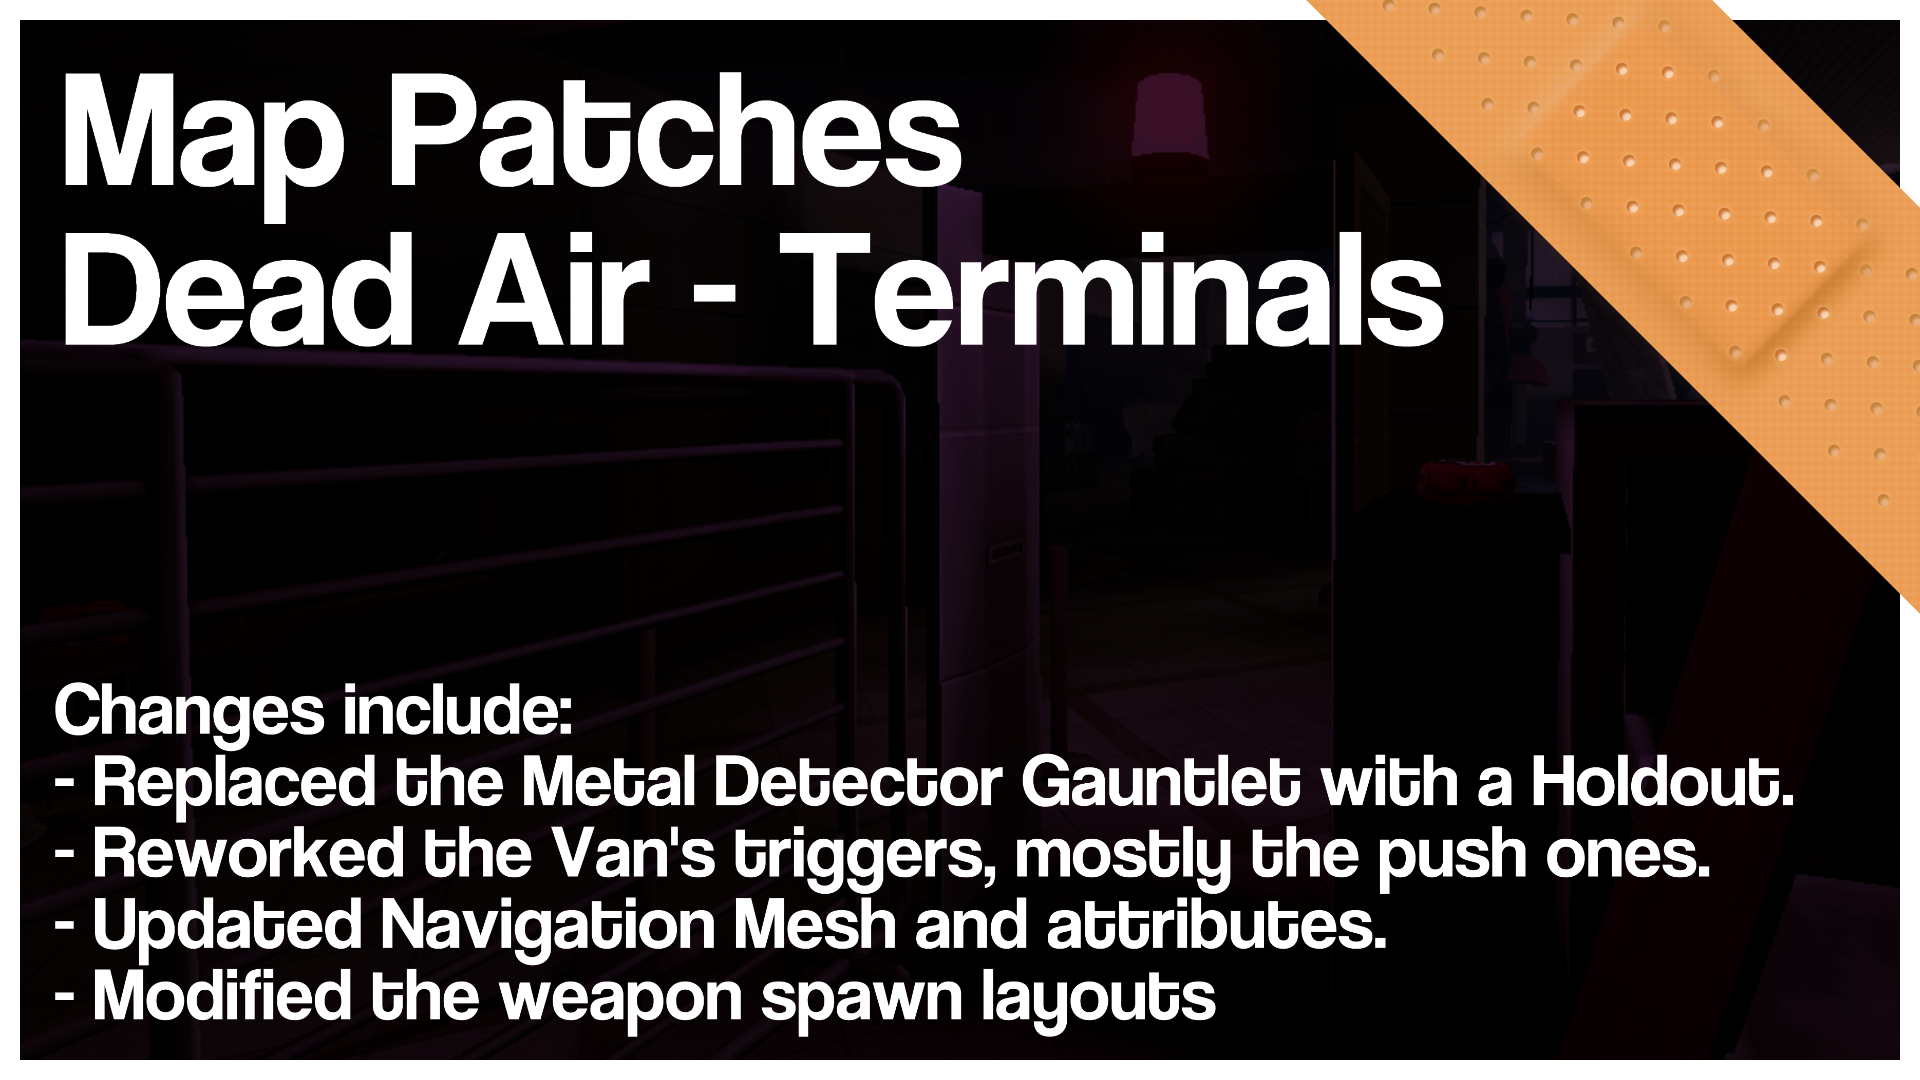 Map Patches
Dead Air - Terminals
Changes include:
- Replaced the Metal Detector Gauntlet with a Holdout.
- Reworked the Van's triggers, mostly the push ones.
- Updated Navigation Mesh and attributes.
- Modified the weapon spawn layouts